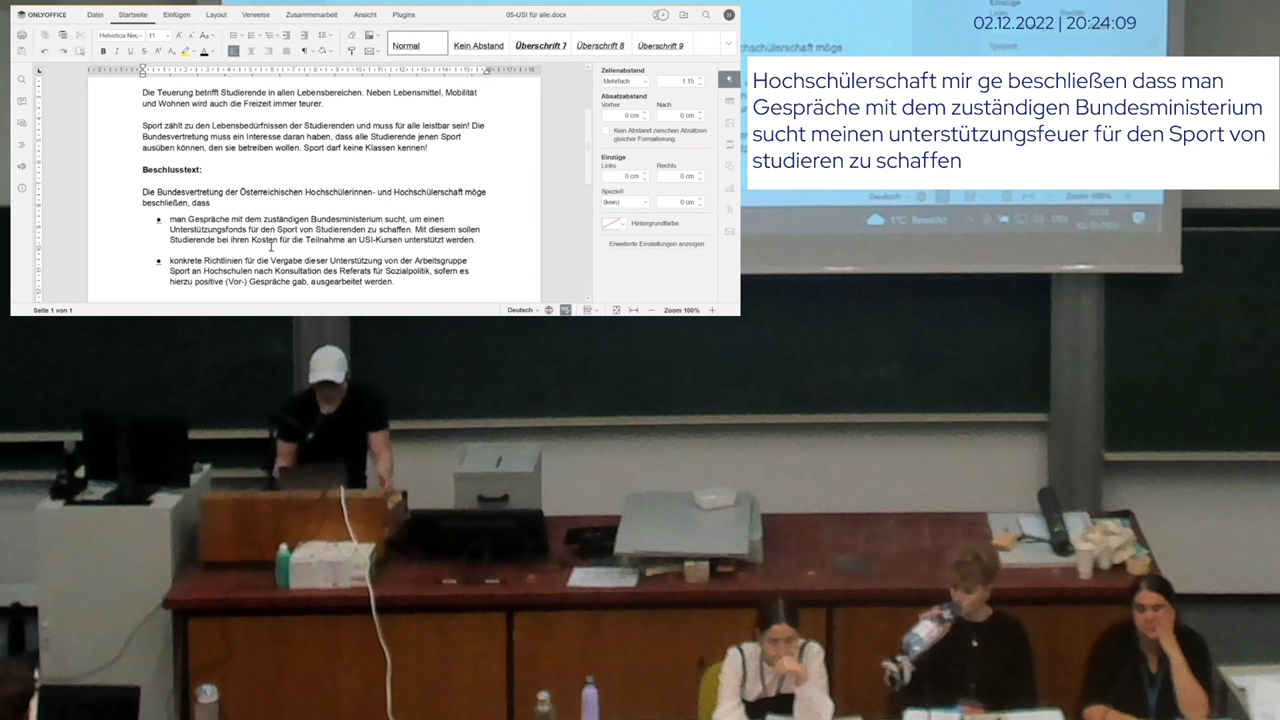 ONLYOFFICE Datei Startseite Einfügen Layout Verweise Zusammenarbeit Ansicht Plugins 05-USI für alle.docx
Helvetica Neu 11 Normal Kein Abstand Überschrift 7 Überschrift 8 Überschrift 9
Die Teuerung betrifft Studierende in allen Lebensbereichen. Neben Lebensmittel, Mobilität
und Wohnen wird auch die Freizeit immer teurer.
Sport zählt zu den Lebensbedürfnissen der Studierenden und muss für alle leistbar sein! Die
Bundesvertretung muss ein Interesse daran haben, dass alle Studierende jenen Sport
ausüben können, den sie betreiben wollen. Sport darf keine Klassen kennen!
Beschlusstext:
Die Bundesvertretung der Österreichischen Hochschülerinnen- und Hochschülerschaft möge
beschließen, dass
man Gespräche mit dem zuständigen Bundesministerium sucht, um einen
Unterstützungsfonds für den Sport von Studierenden zu schaffen. Mit diesem sollen
Studierende bei ihren Kosten für die Teilnahme an USI-Kursen unterstützt werden.
konkrete Richtlinien für die Vergabe dieser Unterstützung von der Arbeitsgruppe
Sport an Hochschulen nach Konsultation des Referats für Sozialpolitik, sofern es
hierzu positive (Vor-) Gespräche gab, ausgearbeitet werden.
Zeilenabstand
Mehrfach 1.15
Absatzabstand
Vorher Nach
0 cm 0 cm
Kein Abstand zwischen Absätzen
gleicher Formatierung
Einzüge
Links Rechts
0 cm 0 cm
Speziell
(kein) 0 cm
Hintergrundfarbe
Erweiterte Einstellungen anzeigen
Seite 1 von 1 Deutsch Zoom 100%
02.12.2022 | 20:24:09
Hochschülerschaft mir ge beschließen dass man
Gespräche mit dem zuständigen Bundesministerium
sucht meinen unterstützungsfeuer für den Sport von
studieren zu schaffen
Deutsch Zoom 100%
1°C Bewölkt